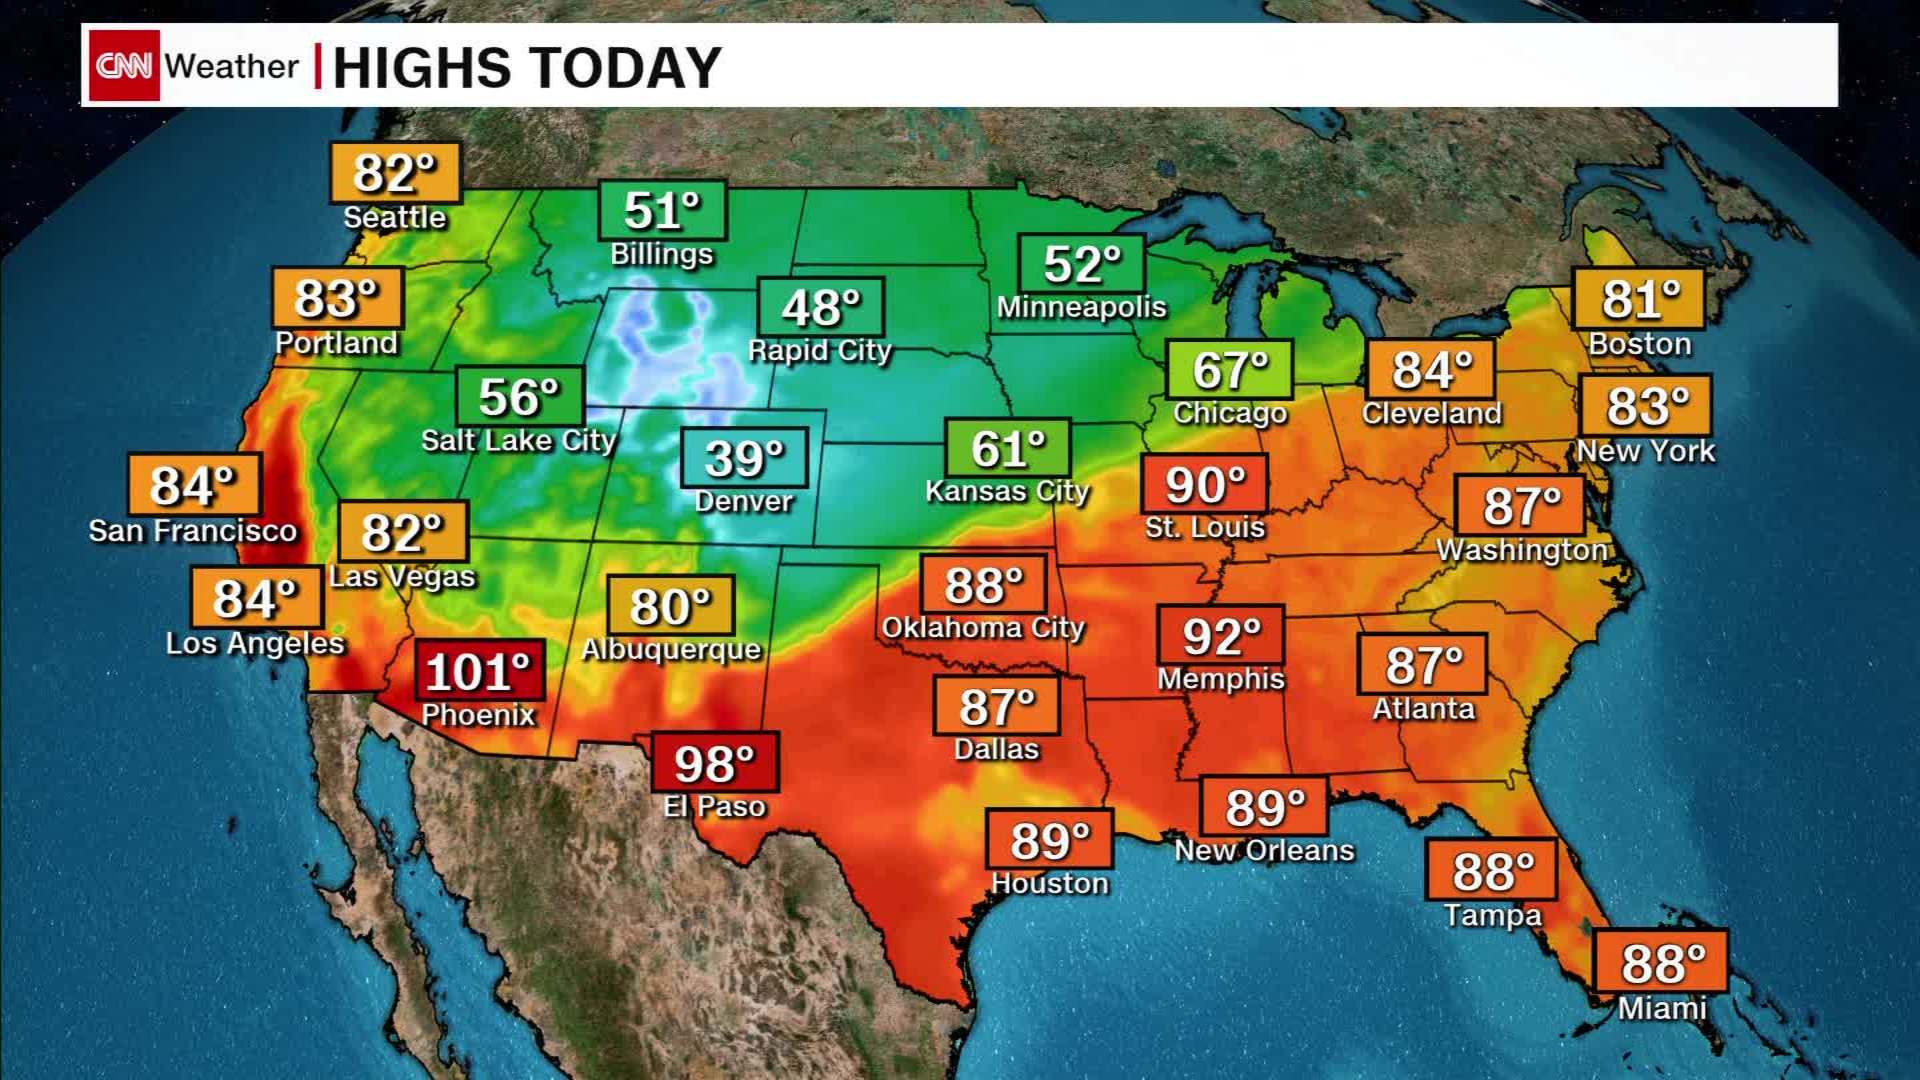 CNN Weather | HIGHS TODAY
82°
Seattle
51°
Billings
52°
Minneapolis
83°
Portland
48°
Rapid City
81°
Boston
56°
Salt Lake City
67°
Chicago
84°
Cleveland
83°
New York
39°
Denver
61°
Kansas City
84°
San Francisco
82°
Las Vegas
90°
St. Louis
87°
Washington
84°
Los Angeles
80°
Albuquerque
88°
Oklahoma City
92°
Memphis
87°
Atlanta
101°
Phoenix
87°
Dallas
98°
El Paso
89°
Houston
89°
New Orleans
88°
Tampa
88°
Miami